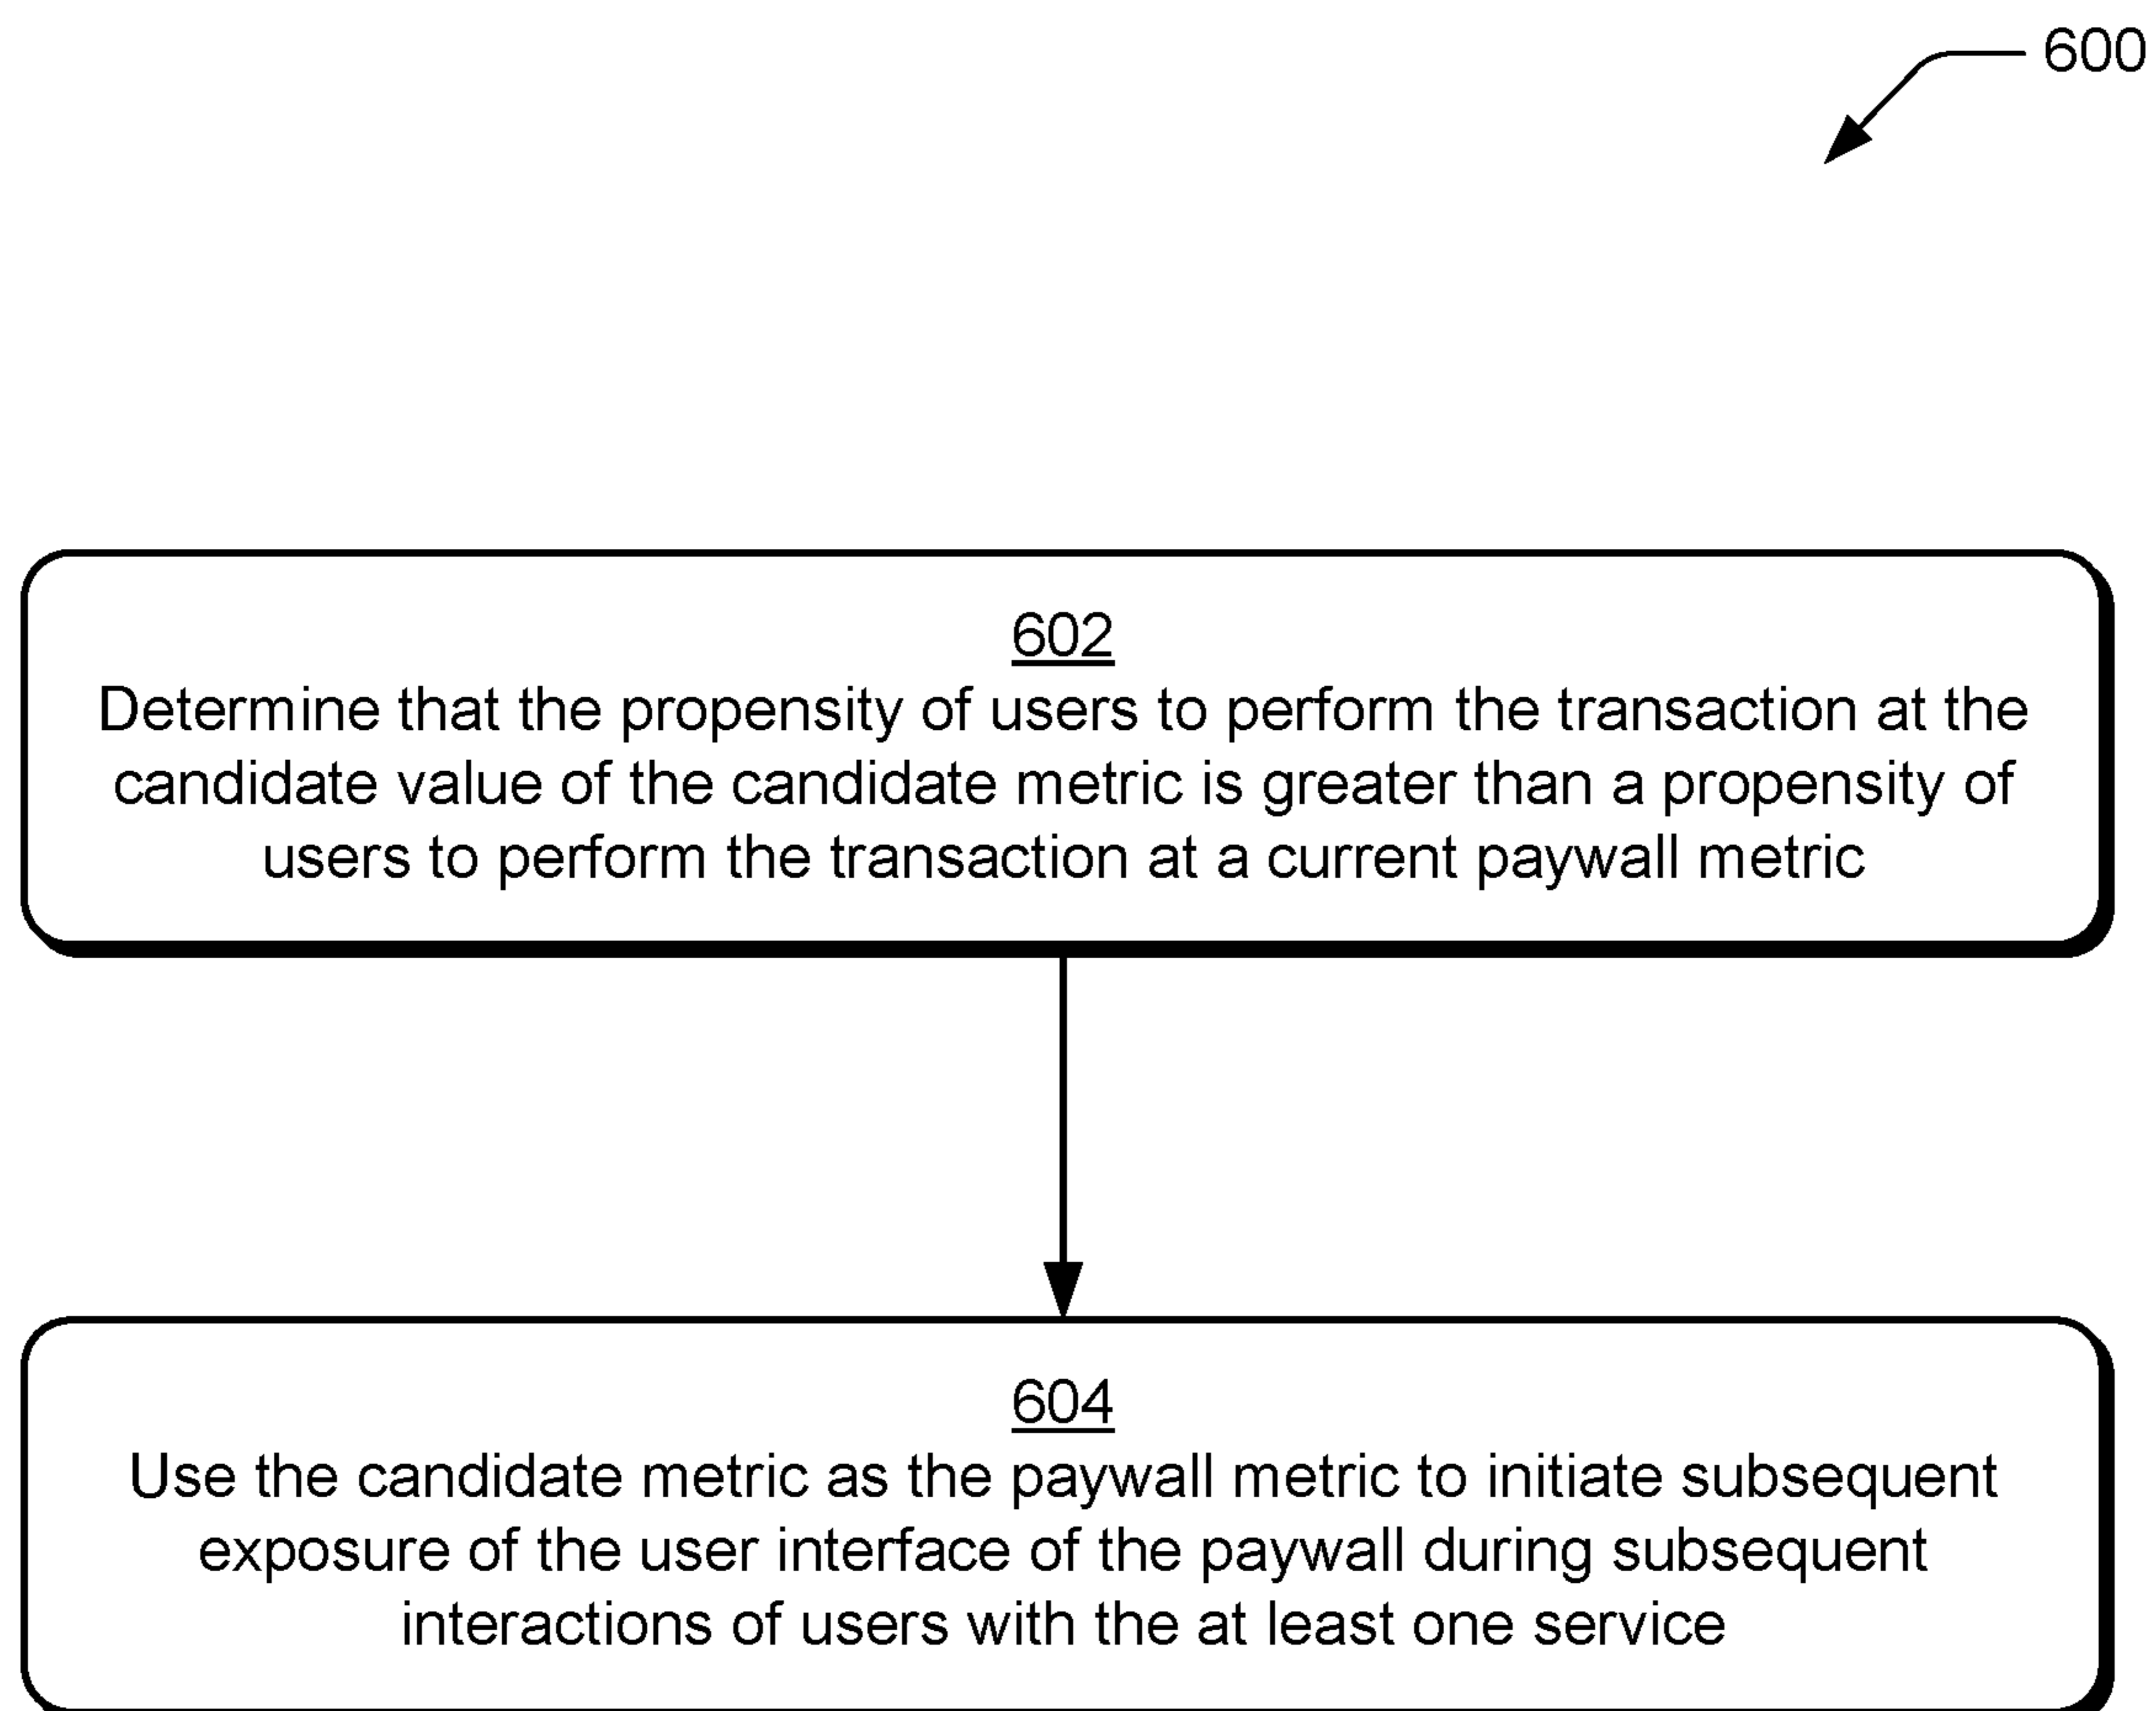 600
602
Determine that the propensity of users to perform the transaction at the
candidate value of the candidate metric is greater than a propensity of
users to perform the transaction at a current paywall metric
604
Use the candidate metric as the paywall metric to initiate subsequent
exposure of the user interface of the paywall during subsequent
interactions of users with the at least one service